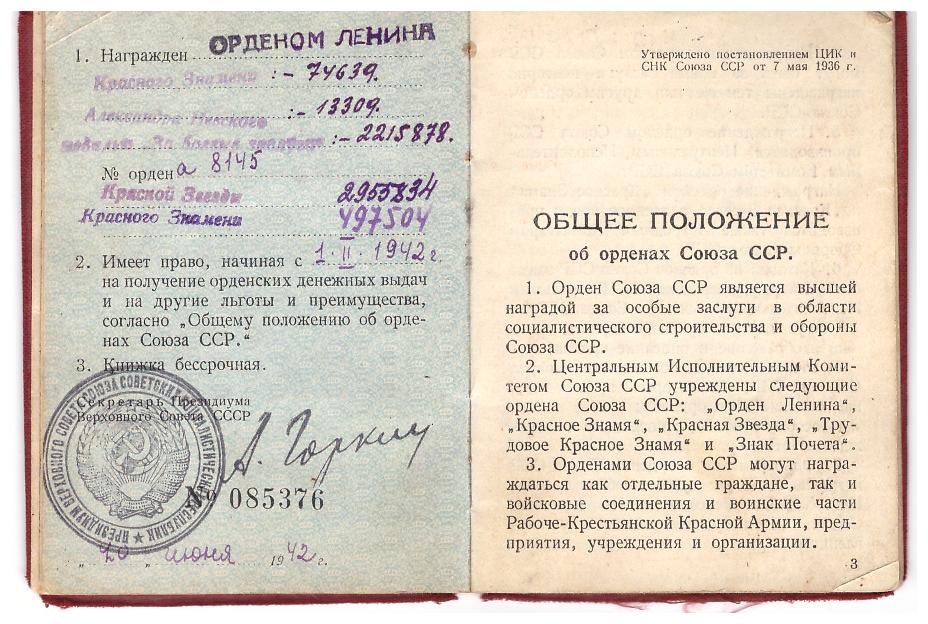 1. Награжден ОРДЕНОМ ЛЕНИНА
Красного Знамени :- 74639.
Александра Невского :- 13309.
медалью За боевые заслуги :- 2215878.
№ ордена 8145
Красной Звезды 2955834
Красного Знамени 497504
2. Имеет право, начиная с 1.II.1942 г.
на получение орденских денежных выдач
и на другие льготы и преимущества,
согласно „Общему положению об орде-
нах Союза ССР.“
3. Книжка бессрочная.
Секретарь Президиума
Верховного Совета СССР
А. Горкин
№ 085376
„20“ июня 1942 г.
ПРЕЗИДИУМ ВЕРХОВНОГО СОВЕТА СОЮЗА СОВЕТСКИХ СОЦИАЛИСТИЧЕСКИХ РЕСПУБЛИК
Утверждено постановлением ЦИК и
СНК Союза ССР от 7 мая 1936 г.
ОБЩЕЕ ПОЛОЖЕНИЕ
об орденах Союза ССР.
1. Орден Союза ССР является высшей
наградой за особые заслуги в области
социалистического строительства и обороны
Союза ССР.
2. Центральным Исполнительным Коми-
тетом Союза ССР учреждены следующие
ордена Союза ССР: „Орден Ленина“,
„Красное Знамя“, „Красная Звезда“, „Тру-
довое Красное Знамя“ и „Знак Почета“.
3. Орденами Союза ССР могут награ-
ждаться как отдельные граждане, так и
войсковые соединения и воинские части
Рабоче-Крестьянской Красной Армии, пред-
приятия, учреждения и организации.
3